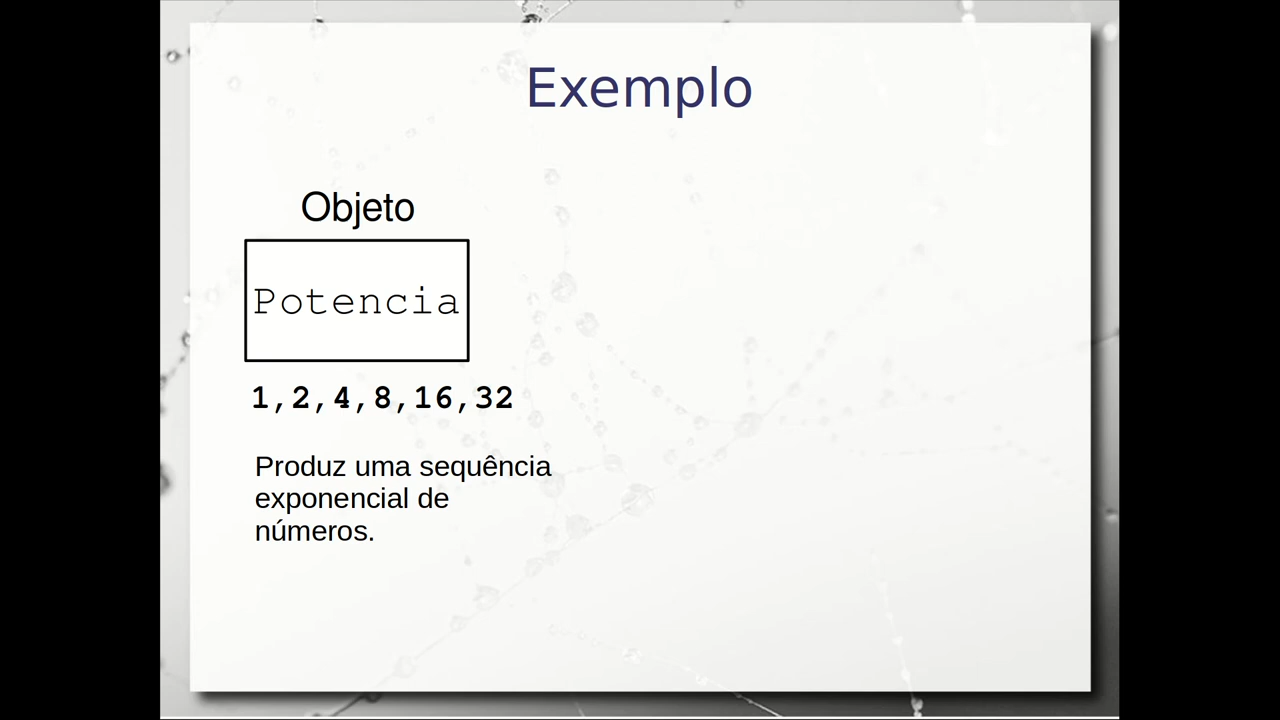 Exemplo
Objeto
Potencia
1,2,4,8,16,32
Produz uma sequência
exponencial de
números.